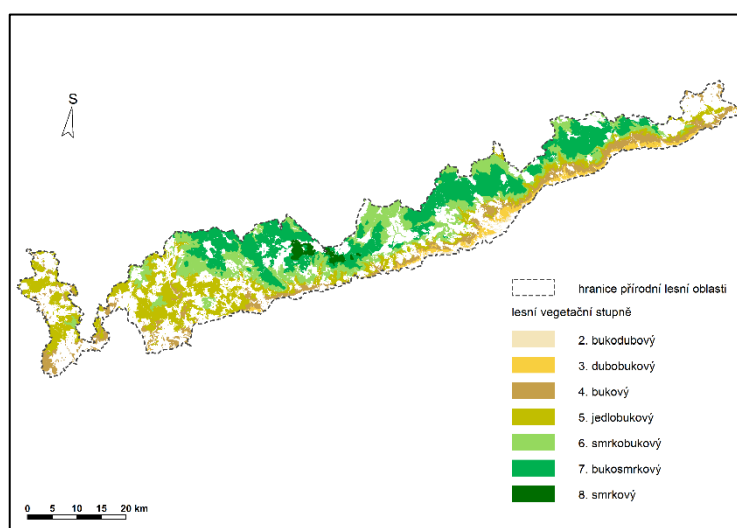 S
hranice přírodní lesní oblasti
lesní vegetační stupně
2. bukodubový
3. dubobukový
4. bukový
5. jedlobukový
6. smrkobukový
7. bukosmrkový
8. smrkový
0 5 10 15 20 km